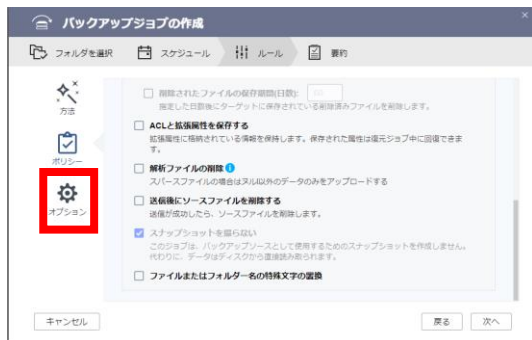 バックアップジョブの作成
フォルダを選択 スケジュール ルール 要約
方法
ポリシー
オプション
削除されたファイルの保存期間(日数):
指定した日数後にターゲットに保存されている削除済みファイルを削除します。
ACLと拡張属性を保存する
拡張属性に格納されている情報を保持します。保存された属性は復元ジョブ中に回復できま
す。
解析ファイルの削除
スパースファイルの場合はヌル以外のデータのみをアップロードする
送信後にソースファイルを削除する
送信が成功したら、ソースファイルを削除します。
スナップショットを撮らない
このジョブは、バックアップソースとして使用するためのスナップショットを作成しません。
代わりに、データはディスクから直接読み取られます。
ファイルまたはフォルダー名の特殊文字の置換
キャンセル 戻る 次へ